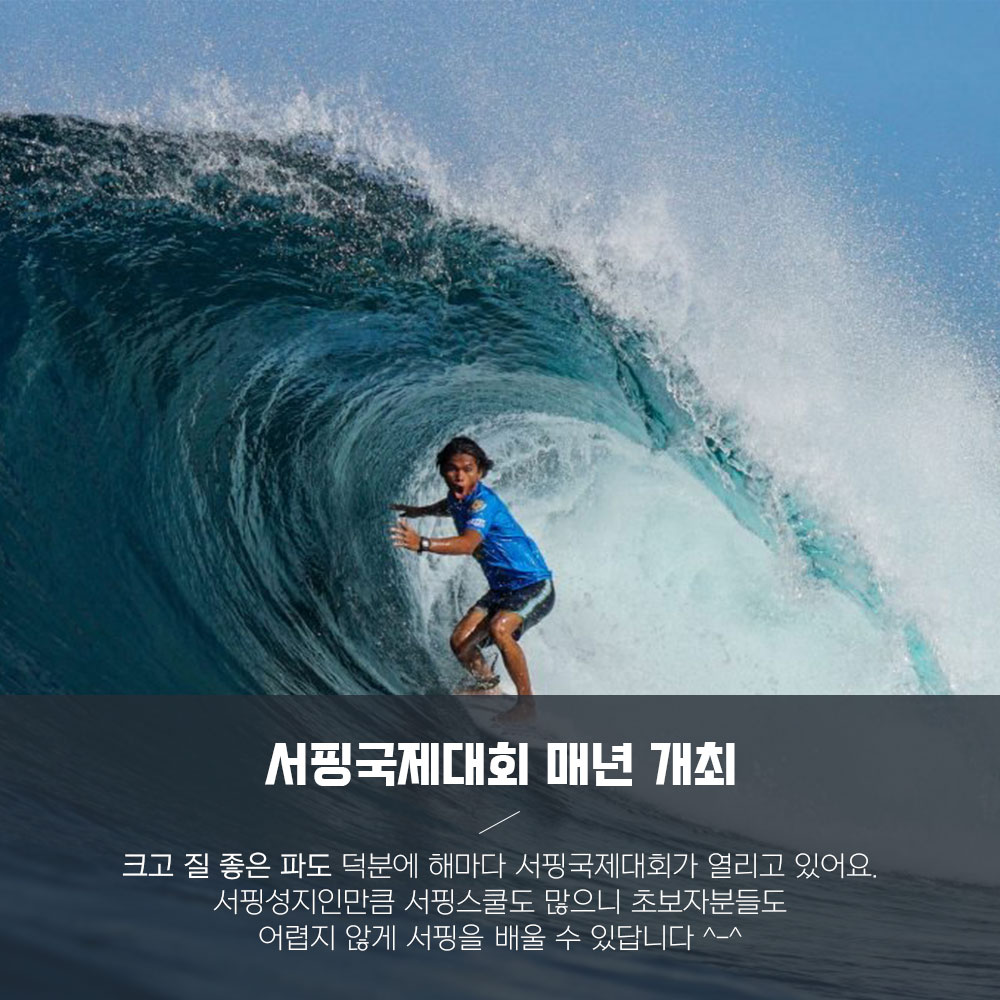 서핑국제대회 매년 개최
크고 질 좋은 파도 덕분에 해마다 서핑국제대회가 열리고 있어요.
서핑성지인만큼 서핑스쿨도 많으니 초보자분들도
어렵지 않게 서핑을 배울 수 있답니다 ^-^